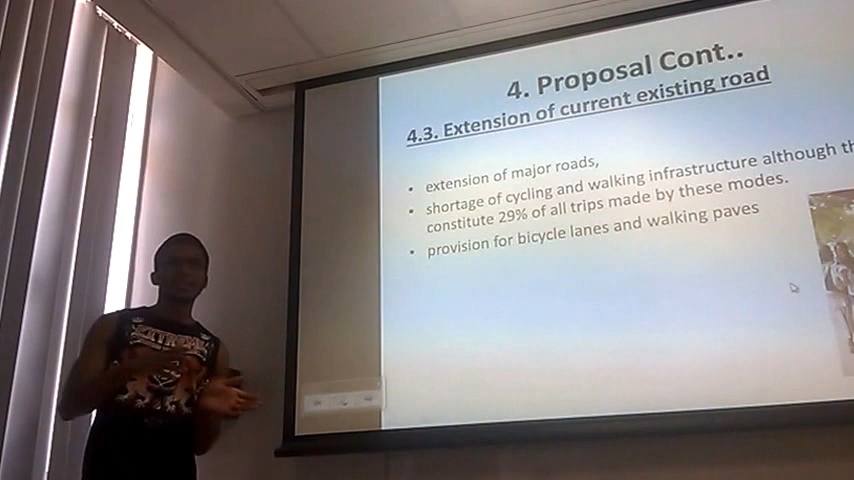 4. Proposal Cont..
4.3. Extension of current existing road
• extension of major roads,
• shortage of cycling and walking infrastructure although
constitute 29% of all trips made by these modes.
• provision for bicycle lanes and walking paves
EXTREME